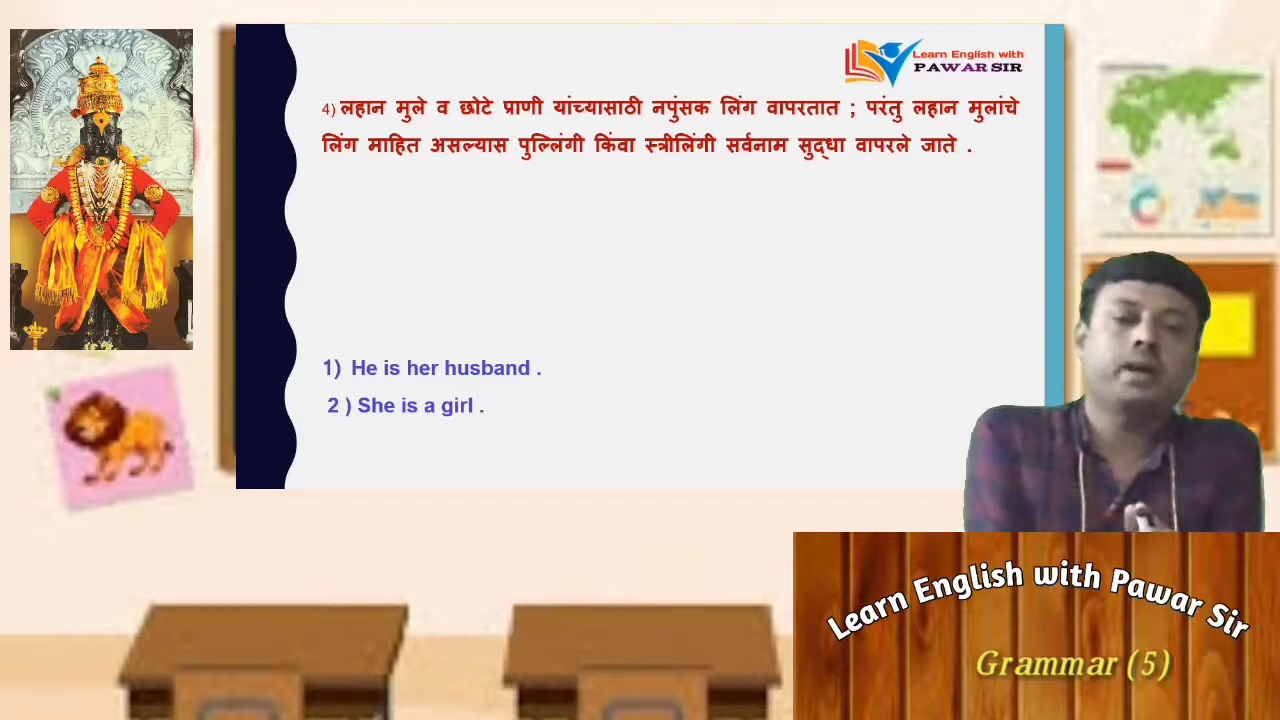 Learn English with
PAWAR SIR
4) लहान मुले व छोटे प्राणी यांच्यासाठी नपुंसक लिंग वापरतात ; परंतु लहान मुलांचे
लिंग माहित असल्यास पुल्लिंगी किंवा स्त्रीलिंगी सर्वनाम सुद्धा वापरले जाते .
1) He is her husband .
2 ) She is a girl .
Learn English with Pawar Sir
Grammar (5)